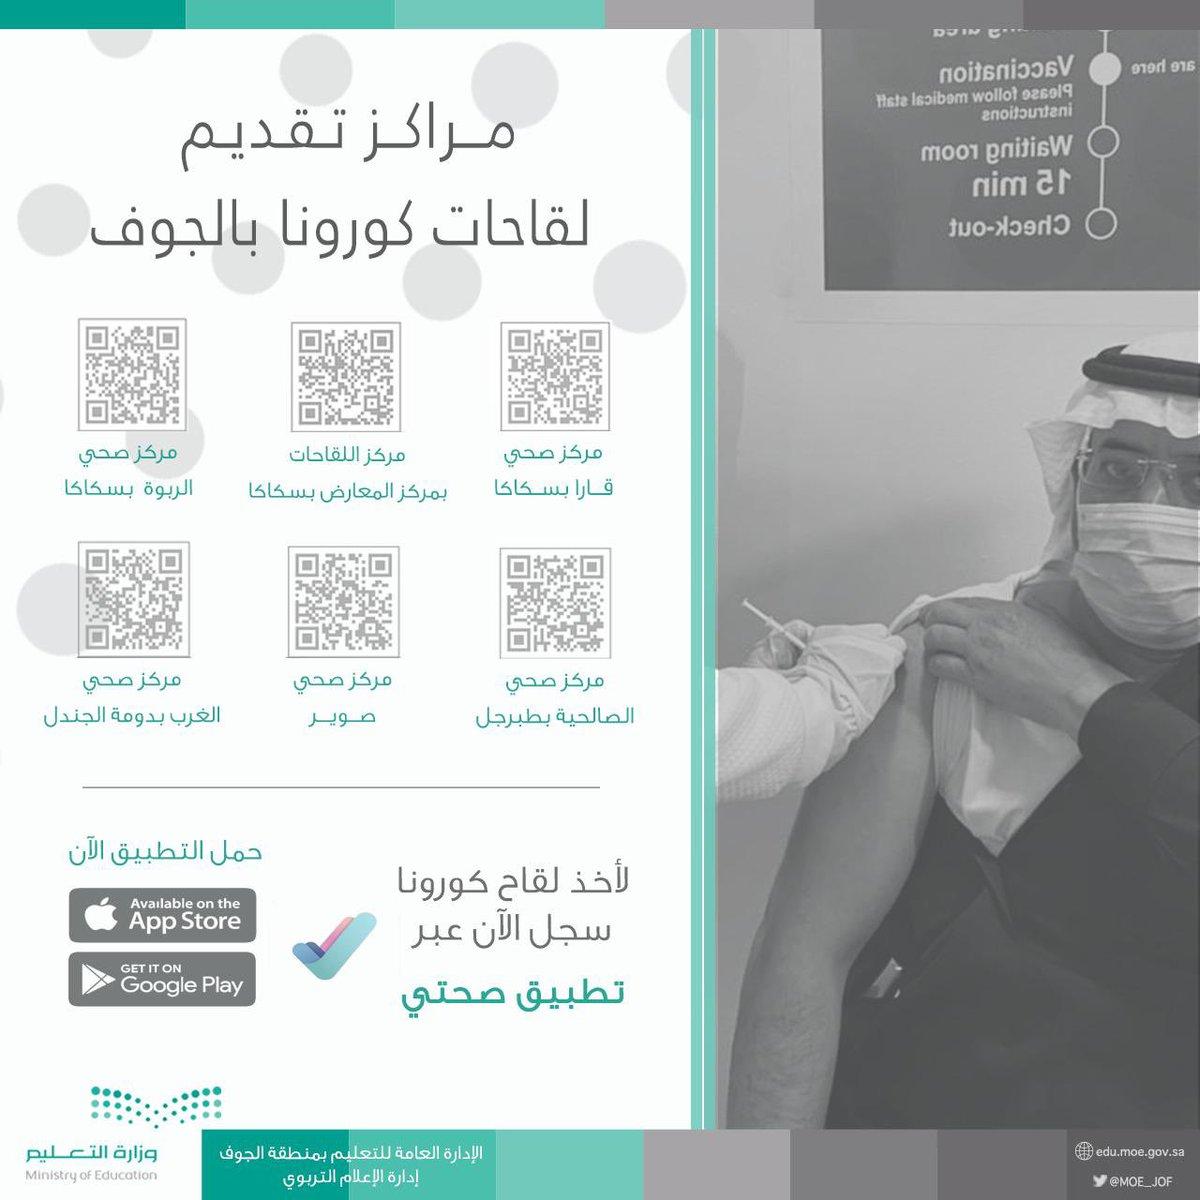 مراكز تقديم
لقاحات كورونا بالجوف
مركز صحي
قارا بسكاكا
مركز اللقاحات
بمركز المعارض بسكاكا
مركز صحي
الربوة بسكاكا
مركز صحي
الصالحية بطبرجل
مركز صحي
صوير
مركز صحي
الغرب بدومة الجندل
لأخذ لقاح كورونا
سجل الآن عبر
تطبيق صحتي
حمل التطبيق الآن
Available on the
App Store
GET IT ON
Google Play
area
Vaccination
are here
Please follow medical staff
instructions
Waiting room
15 min
Check-out
وزارة التعليم
Ministry of Education
الإدارة العامة للتعليم بمنطقة الجوف
إدارة الإعلام التربوي
edu.moe.gov.sa
@MOE_JOF